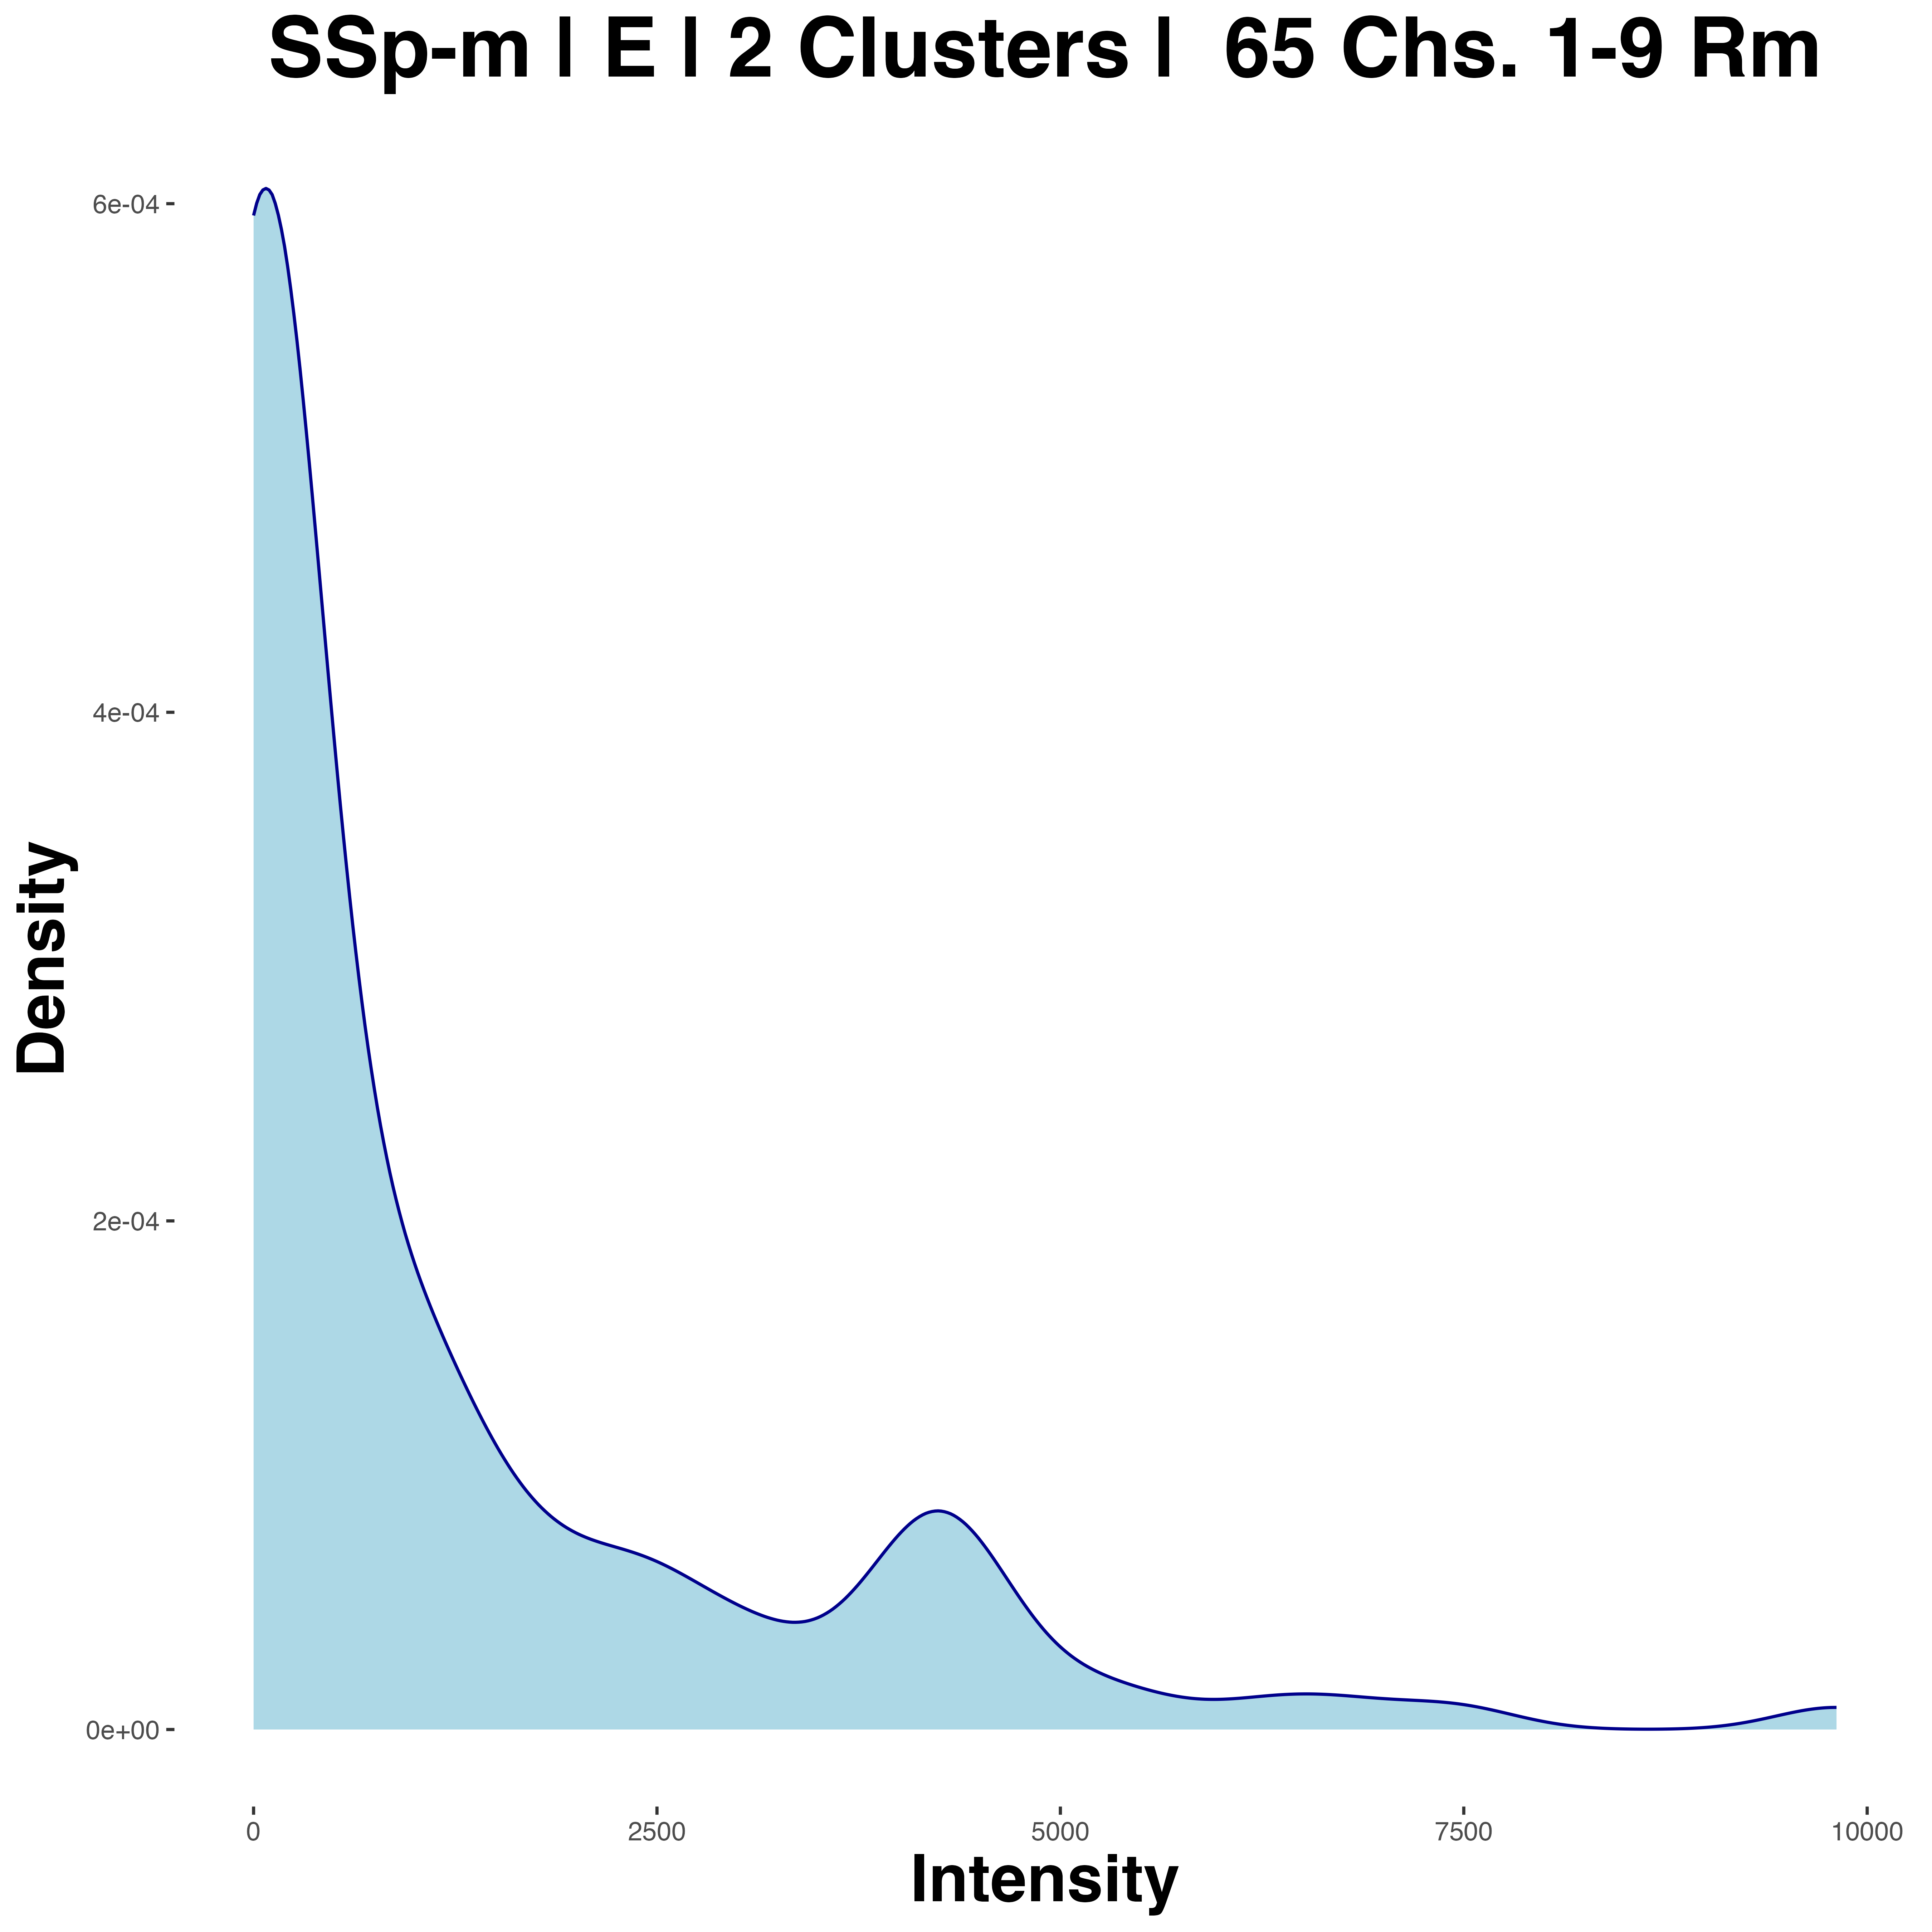 SSp-m | E | 2 Clusters | 65 Chs. 1-9 Rm
6e-04
4e-04
2e-04
0e+00
Density
0 2500 5000 7500 10000
Intensity